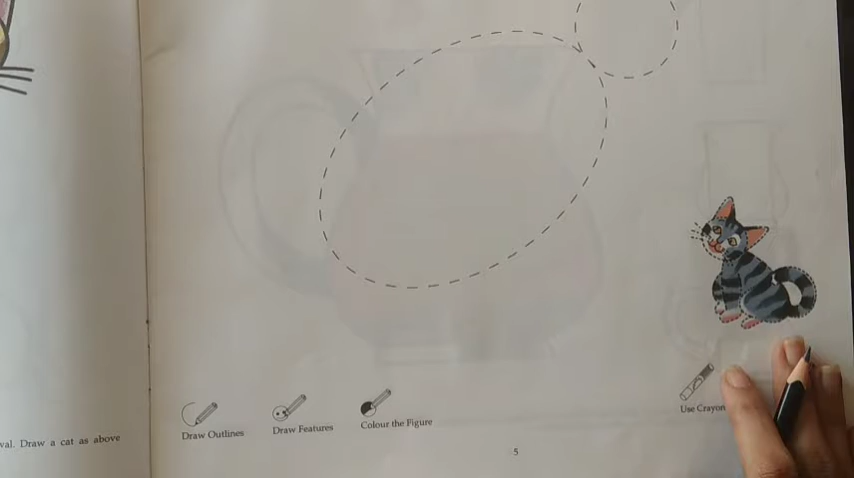 val. Draw a cat as above
Draw Outlines
Draw Features
Colour the Figure
Use Crayon
5